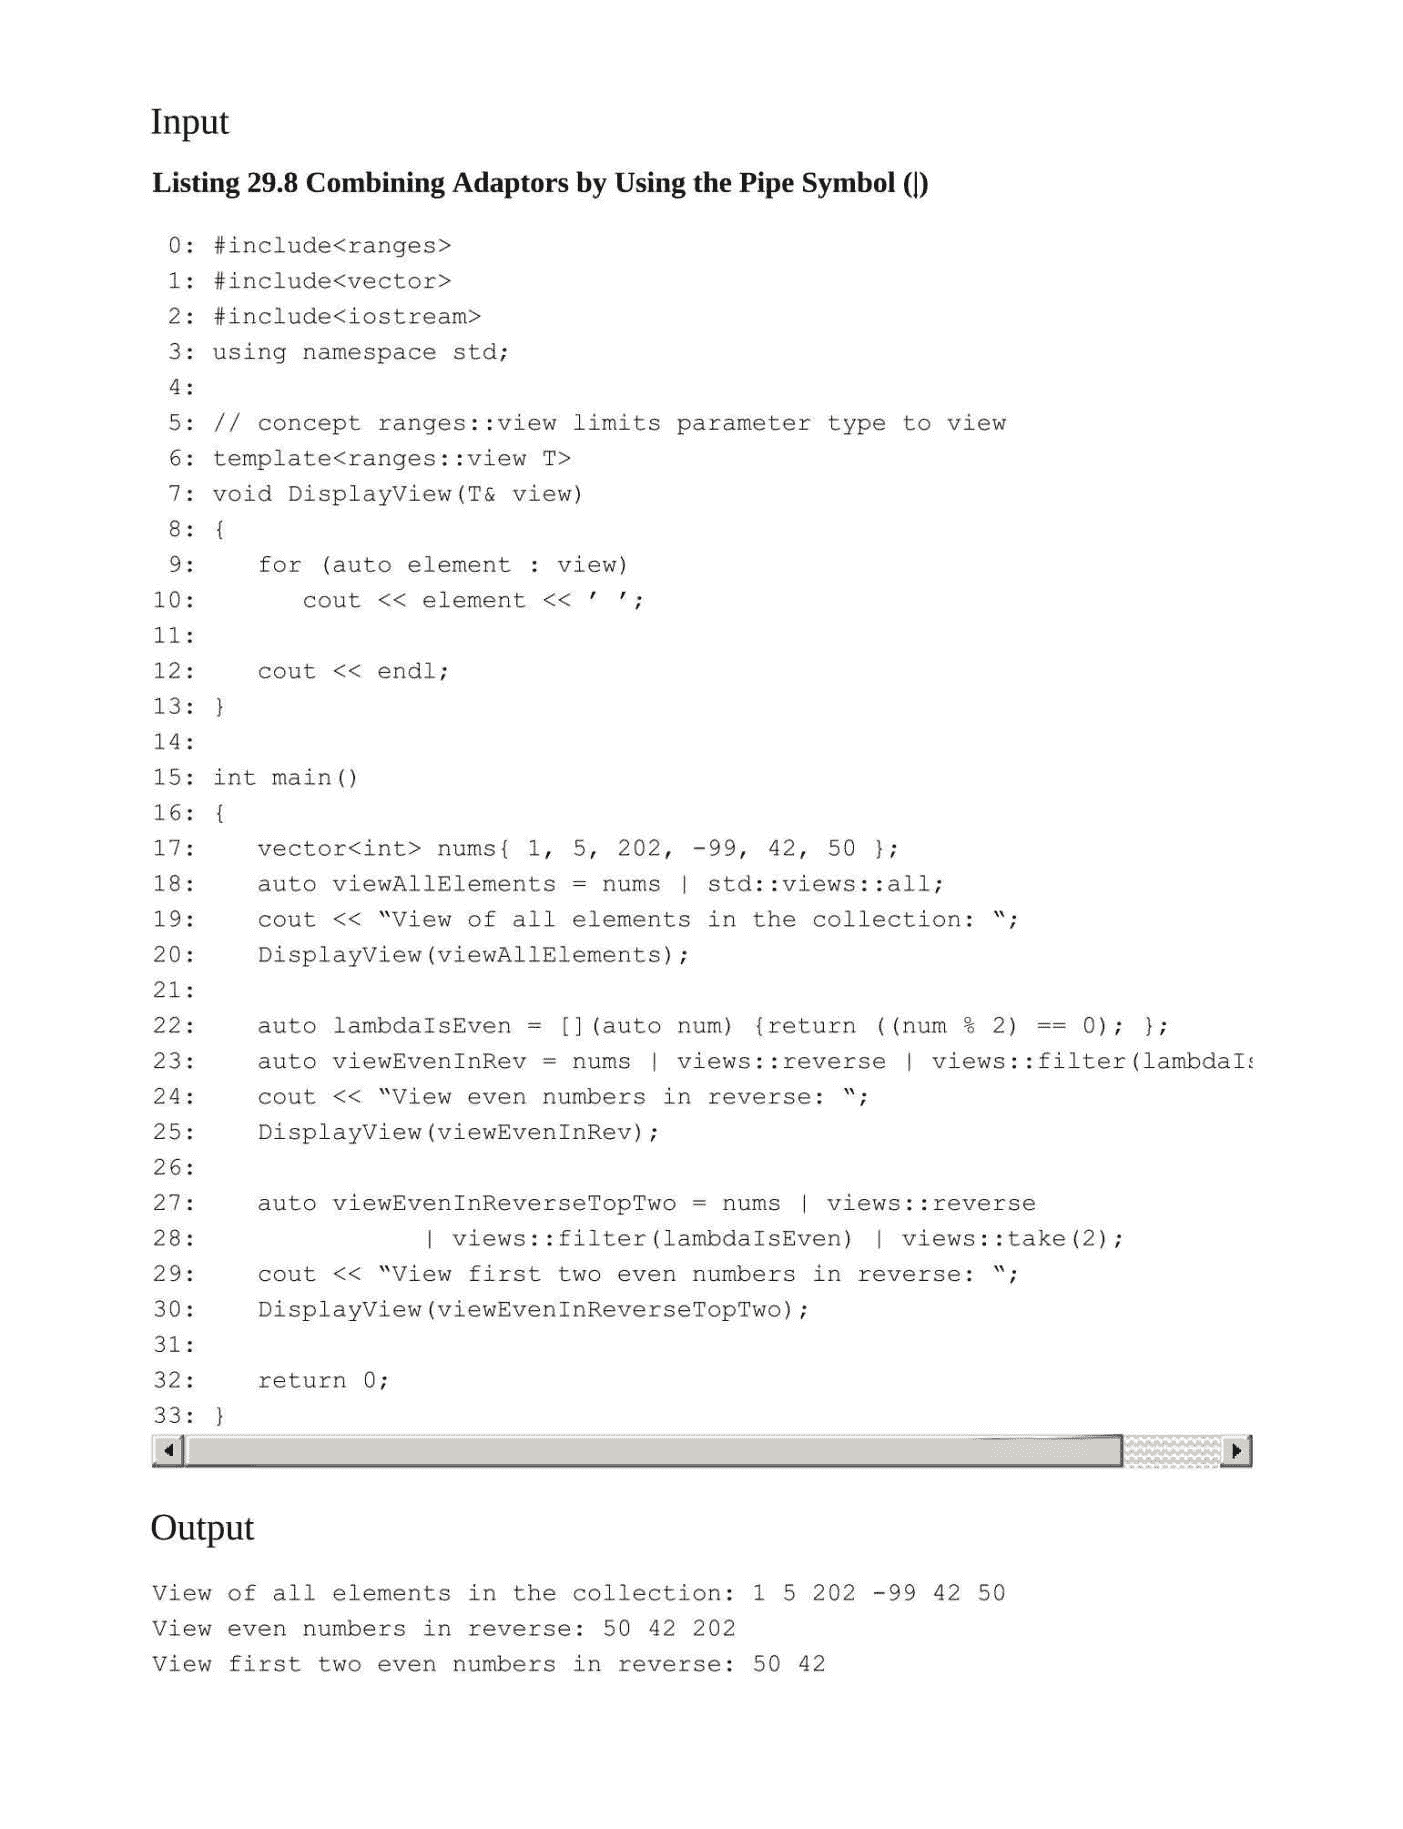 Input
Listing 29.8 Combining Adaptors by Using the Pipe Symbol (|)
0: #include<ranges>
1: #include<vector>
2: #include<iostream>
3: using namespace std;
4:
5: // concept ranges::view limits parameter type to view
6: template<ranges::view T>
7: void DisplayView(T& view)
8: {
9:    for (auto element : view)
10:       cout << element << ’ ’;
11:
12:    cout << endl;
13: }
14:
15: int main()
16: {
17:    vector<int> nums{ 1, 5, 202, -99, 42, 50 };
18:    auto viewAllElements = nums | std::views::all;
19:    cout << “View of all elements in the collection: “;
20:    DisplayView(viewAllElements);
21:
22:    auto lambdaIsEven = [](auto num) {return ((num % 2) == 0); };
23:    auto viewEvenInRev = nums | views::reverse | views::filter(lambdaIs
24:    cout << “View even numbers in reverse: “;
25:    DisplayView(viewEvenInRev);
26:
27:    auto viewEvenInReverseTopTwo = nums | views::reverse
28:               | views::filter(lambdaIsEven) | views::take(2);
29:    cout << “View first two even numbers in reverse: “;
30:    DisplayView(viewEvenInReverseTopTwo);
31:
32:    return 0;
33: }
Output
View of all elements in the collection: 1 5 202 -99 42 50
View even numbers in reverse: 50 42 202
View first two even numbers in reverse: 50 42